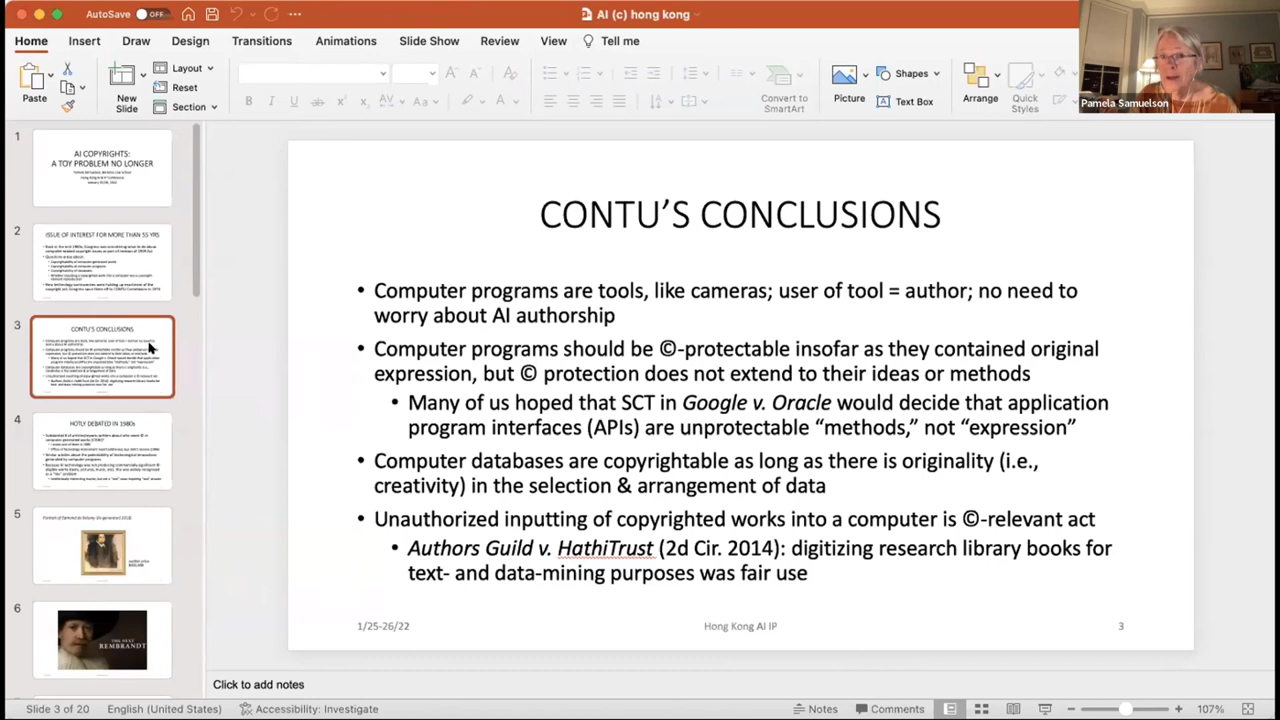 AutoSave OFF
AI (c) hong kong
Home Insert Draw Design Transitions Animations Slide Show Review View Tell me
Paste
New Slide
Layout
Reset
Section
Convert to SmartArt
Picture
Shapes
Text Box
Arrange
Quick Styles
Pamela Samuelson
1
AI COPYRIGHTS:
A TOY PROBLEM NO LONGER
2
ISSUE OF INTEREST FOR MORE THAN 55 YRS
3
CONTU'S CONCLUSIONS
4
HOTLY DEBATED IN 1980s
5
6
THE NEXT
REMBRANDT
CONTU'S CONCLUSIONS
• Computer programs are tools, like cameras; user of tool = author; no need to
worry about AI authorship
• Computer programs should be ©-protectable insofar as they contained original
expression, but © protection does not extend to their ideas or methods
• Many of us hoped that SCT in Google v. Oracle would decide that application
program interfaces (APIs) are unprotectable “methods,” not “expression”
• Computer databases are copyrightable as long as there is originality (i.e.,
creativity) in the selection & arrangement of data
• Unauthorized inputting of copyrighted works into a computer is ©-relevant act
• Authors Guild v. HathiTrust (2d Cir. 2014): digitizing research library books for
text- and data-mining purposes was fair use
1/25-26/22 Hong Kong AI IP 3
Click to add notes
Slide 3 of 20 English (United States) Accessibility: Investigate Notes Comments 107%